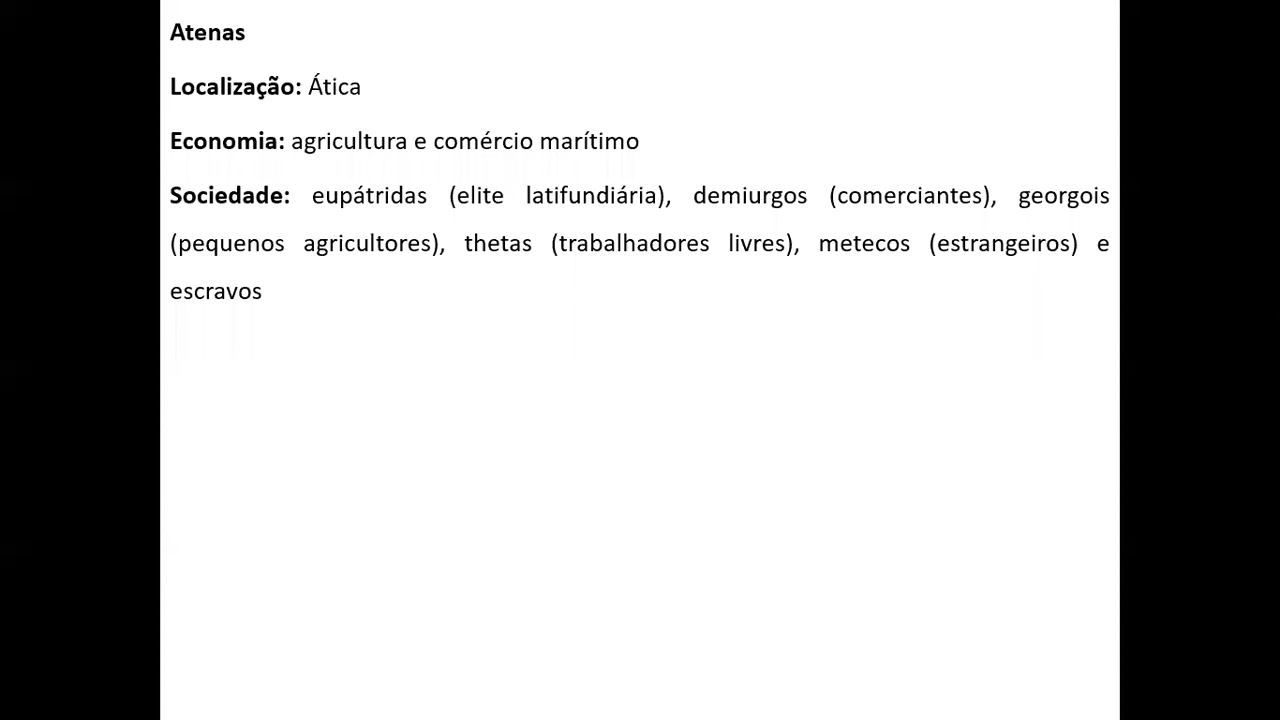 Atenas
Localização: Ática
Economia: agricultura e comércio marítimo
Sociedade: eupátridas (elite latifundiária), demiurgos (comerciantes), georgois
(pequenos agricultores), thetas (trabalhadores livres), metecos (estrangeiros) e
escravos